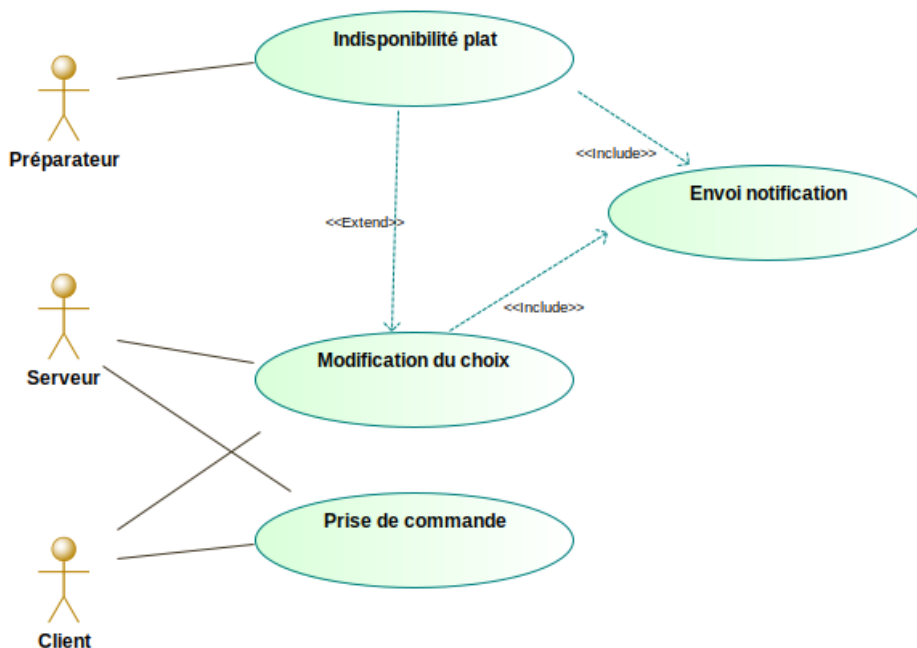 Indisponibilité plat
Préparateur
<<Include>>
Envoi notification
<<Extend>>
<<Include>>
Modification du choix
Serveur
Prise de commande
Client